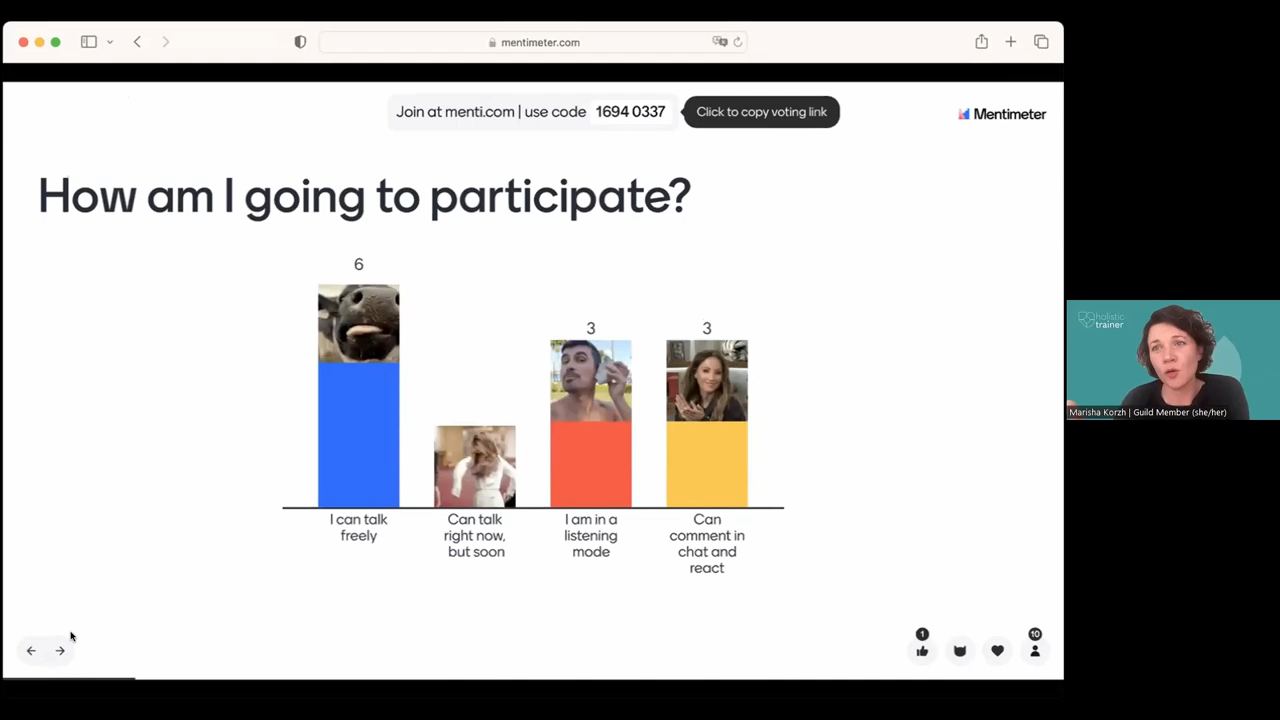 mentimeter.com
Join at menti.com | use code 1694 0337
Click to copy voting link
Mentimeter
How am I going to participate?
6
3
3
I can talk
freely
Can talk
right now,
but soon
I am in a
listening
mode
Can
comment in
chat and
react
1
10
holistic
trainer
Marisha Korzh | Guild Member (she/her)